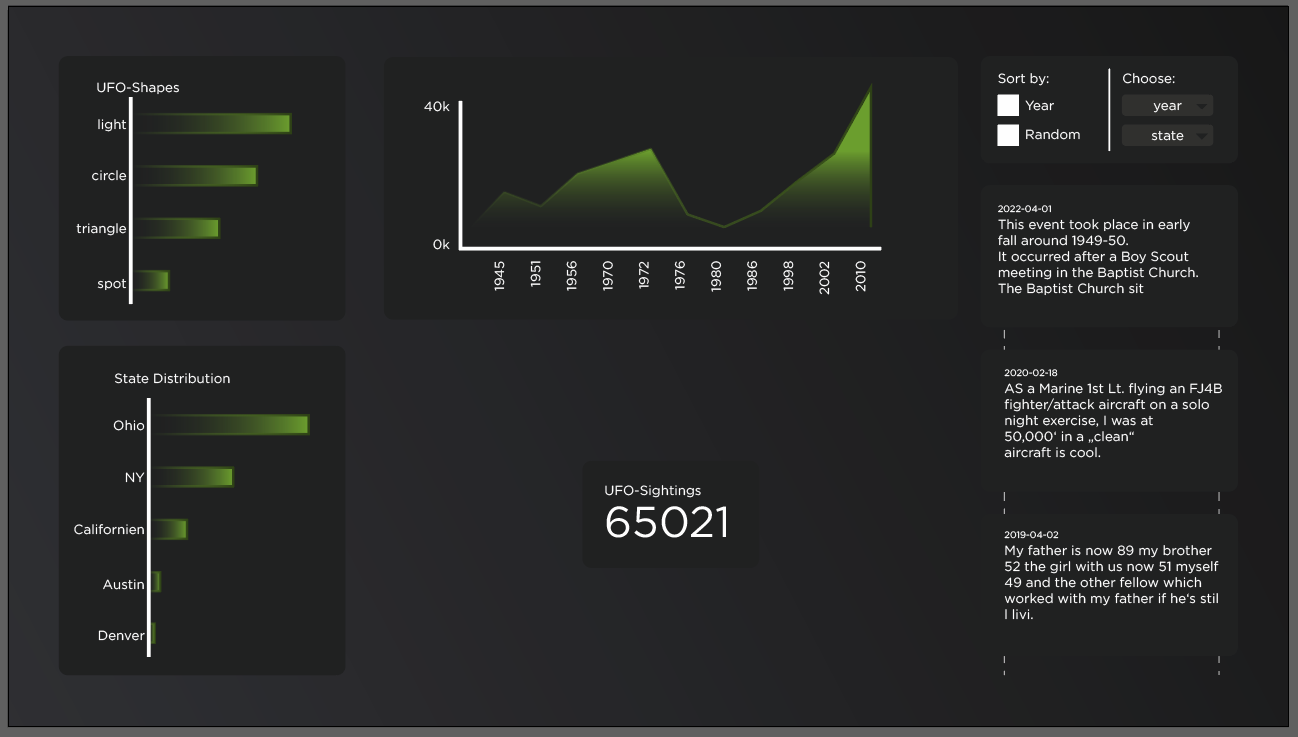 UFO-Shapes
light
circle
triangle
spot
State Distribution
Ohio
NY
Californien
Austin
Denver
40k
0k
1945
1951
1956
1970
1972
1976
1980
1986
1998
2002
2010
UFO-Sightings
65021
Sort by:
Year
Random
Choose:
year
state
2022-04-01
This event took place in early
fall around 1949-50.
It occurred after a Boy Scout
meeting in the Baptist Church.
The Baptist Church sit
2020-02-18
AS a Marine 1st Lt. flying an FJ4B
fighter/attack aircraft on a solo
night exercise, I was at
50,000‘ in a „clean“
aircraft is cool.
2019-04-02
My father is now 89 my brother
52 the girl with us now 51 myself
49 and the other fellow which
worked with my father if he‘s stil
l livi.